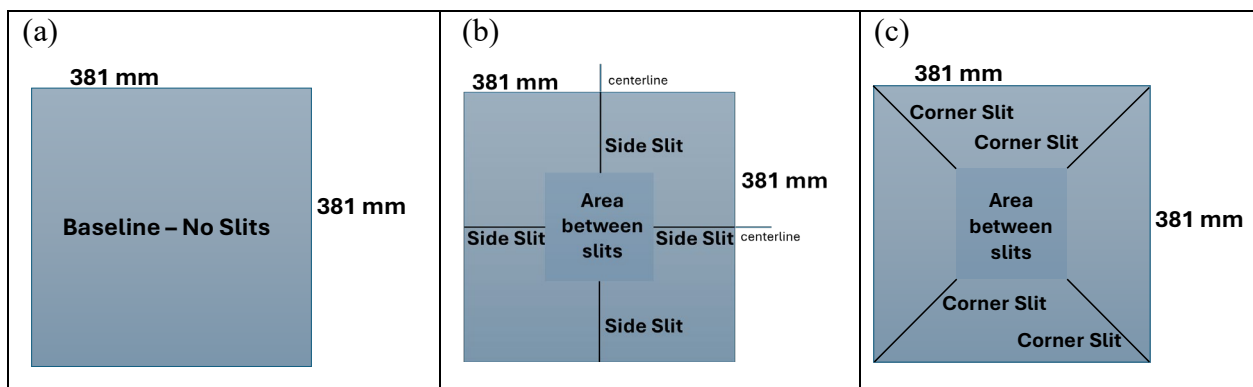 (a)
381 mm
Baseline – No Slits
381 mm
(b)
centerline
381 mm
Side Slit
381 mm
Area
between
slits
Side Slit
Side Slit
centerline
Side Slit
(c)
381 mm
Corner Slit
Corner Slit
Area
between
slits
381 mm
Corner Slit
Corner Slit